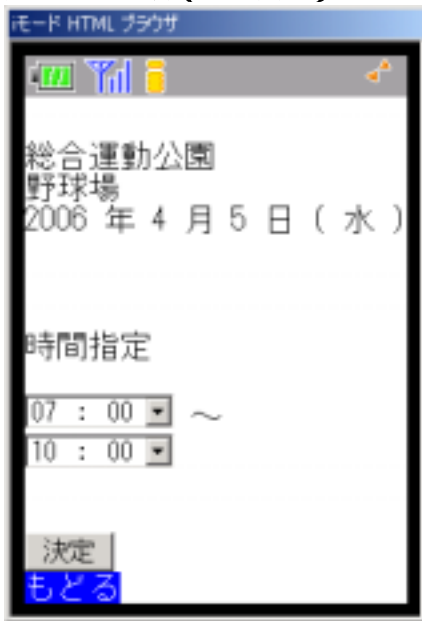 iモード HTML ブラウザ
総合運動公園
野球場
2006 年 4 月 5 日 ( 水 )
時間指定
07 : 00 ～
10 : 00
決定
もどる